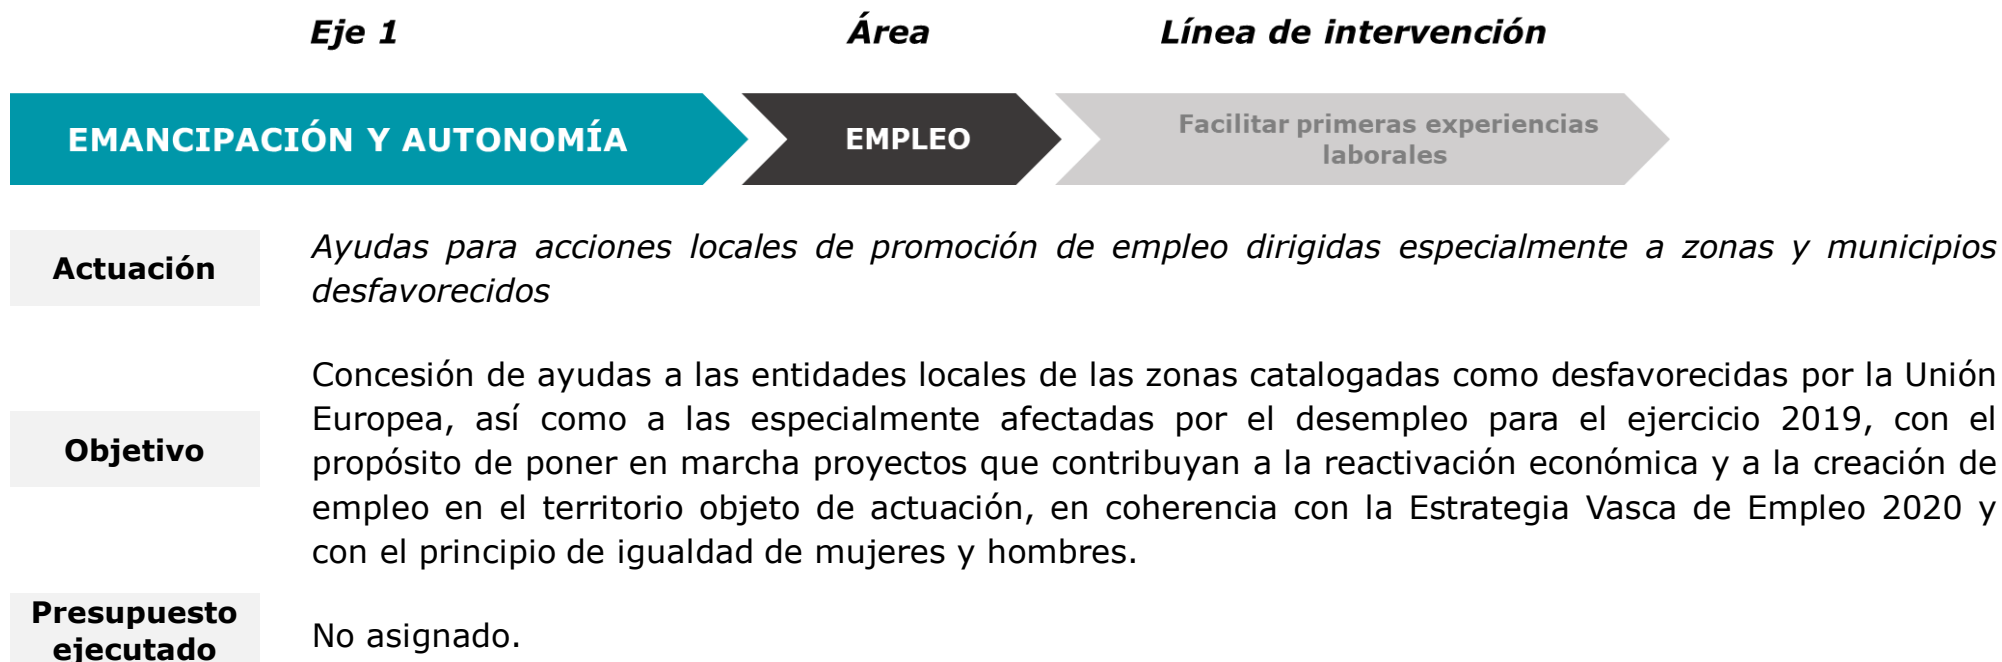 Eje 1 Área Línea de intervención
EMANCIPACIÓN Y AUTONOMÍA EMPLEO Facilitar primeras experiencias
laborales
Actuación
Ayudas para acciones locales de promoción de empleo dirigidas especialmente a zonas y municipios
desfavorecidos
Objetivo
Concesión de ayudas a las entidades locales de las zonas catalogadas como desfavorecidas por la Unión
Europea, así como a las especialmente afectadas por el desempleo para el ejercicio 2019, con el
propósito de poner en marcha proyectos que contribuyan a la reactivación económica y a la creación de
empleo en el territorio objeto de actuación, en coherencia con la Estrategia Vasca de Empleo 2020 y
con el principio de igualdad de mujeres y hombres.
Presupuesto
ejecutado
No asignado.